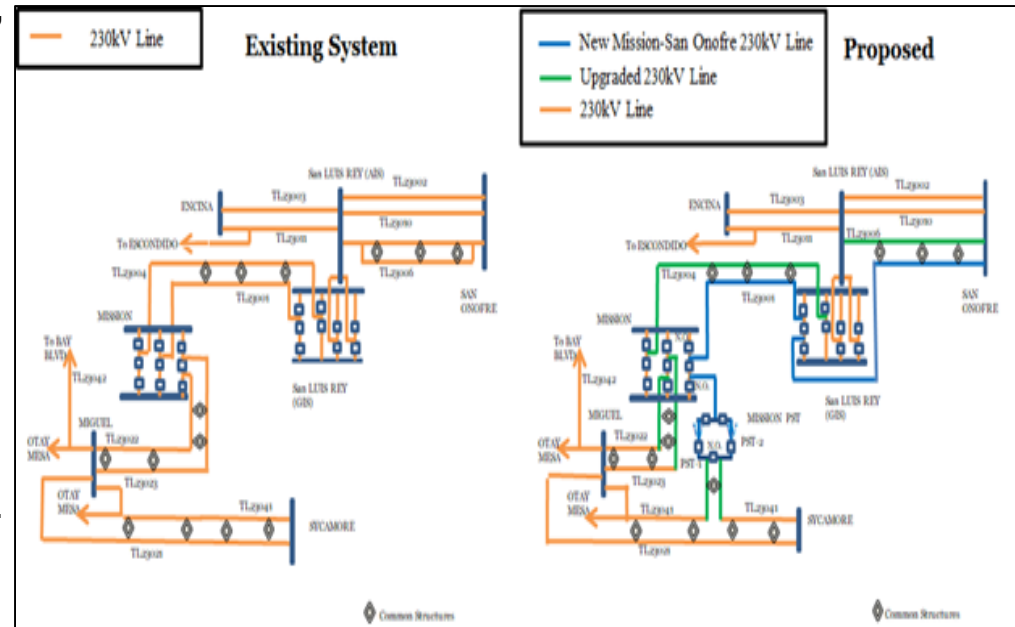 230kV Line
Existing System
San LUIS REY (AIS)
TL23002
TL23003
ENCINA
TL23010
TL23011
To ESCONDIDO
TL23006
TL23004
TL23001
SAN
ONOFRE
MISSION
To BAY
BLVD
TL23042
San LUIS REY
(GIS)
MIGUEL
OTAY
MESA
TL23022
TL23023
OTAY
MESA
TL23041
SYCAMORE
TL23021
Common Structures
New Mission-San Onofre 230kV Line
Upgraded 230kV Line
230kV Line
Proposed
San LUIS REY (AIS)
TL23002
TL23003
ENCINA
TL23010
TL23011
TL23006
To ESCONDIDO
TL23004
TL23001
SAN
ONOFRE
MISSION
N.O.
To BAY
BLVD
TL23042
N.O.
San LUIS REY
(GIS)
MIGUEL
MISSION PST
OTAY
MESA
TL23022
N.O.
PST-2
PST-1
TL23023
OTAY
MESA
TL23041
TL23041
SYCAMORE
TL23021
Common Structures